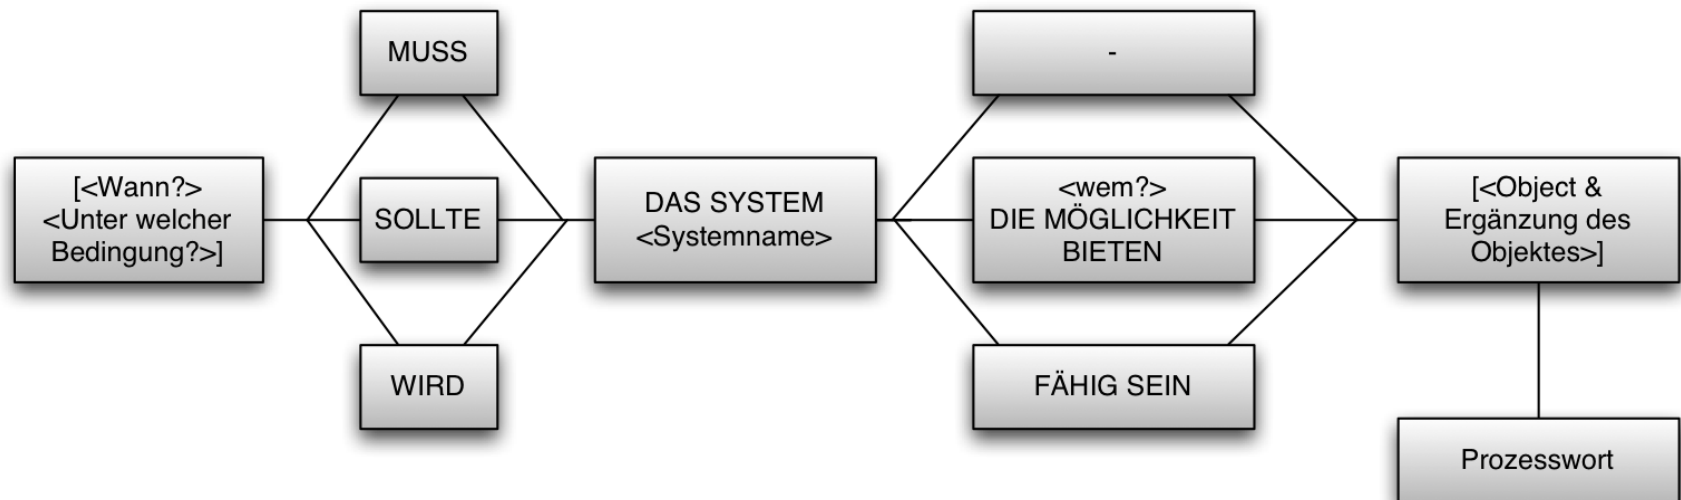 MUSS
-
[<Wann?>
<Unter welcher
Bedingung?>]
SOLLTE
DAS SYSTEM
<Systemname>
<wem?>
DIE MÖGLICHKEIT
BIETEN
[<Object &
Ergänzung des
Objektes>]
WIRD
FÄHIG SEIN
Prozesswort